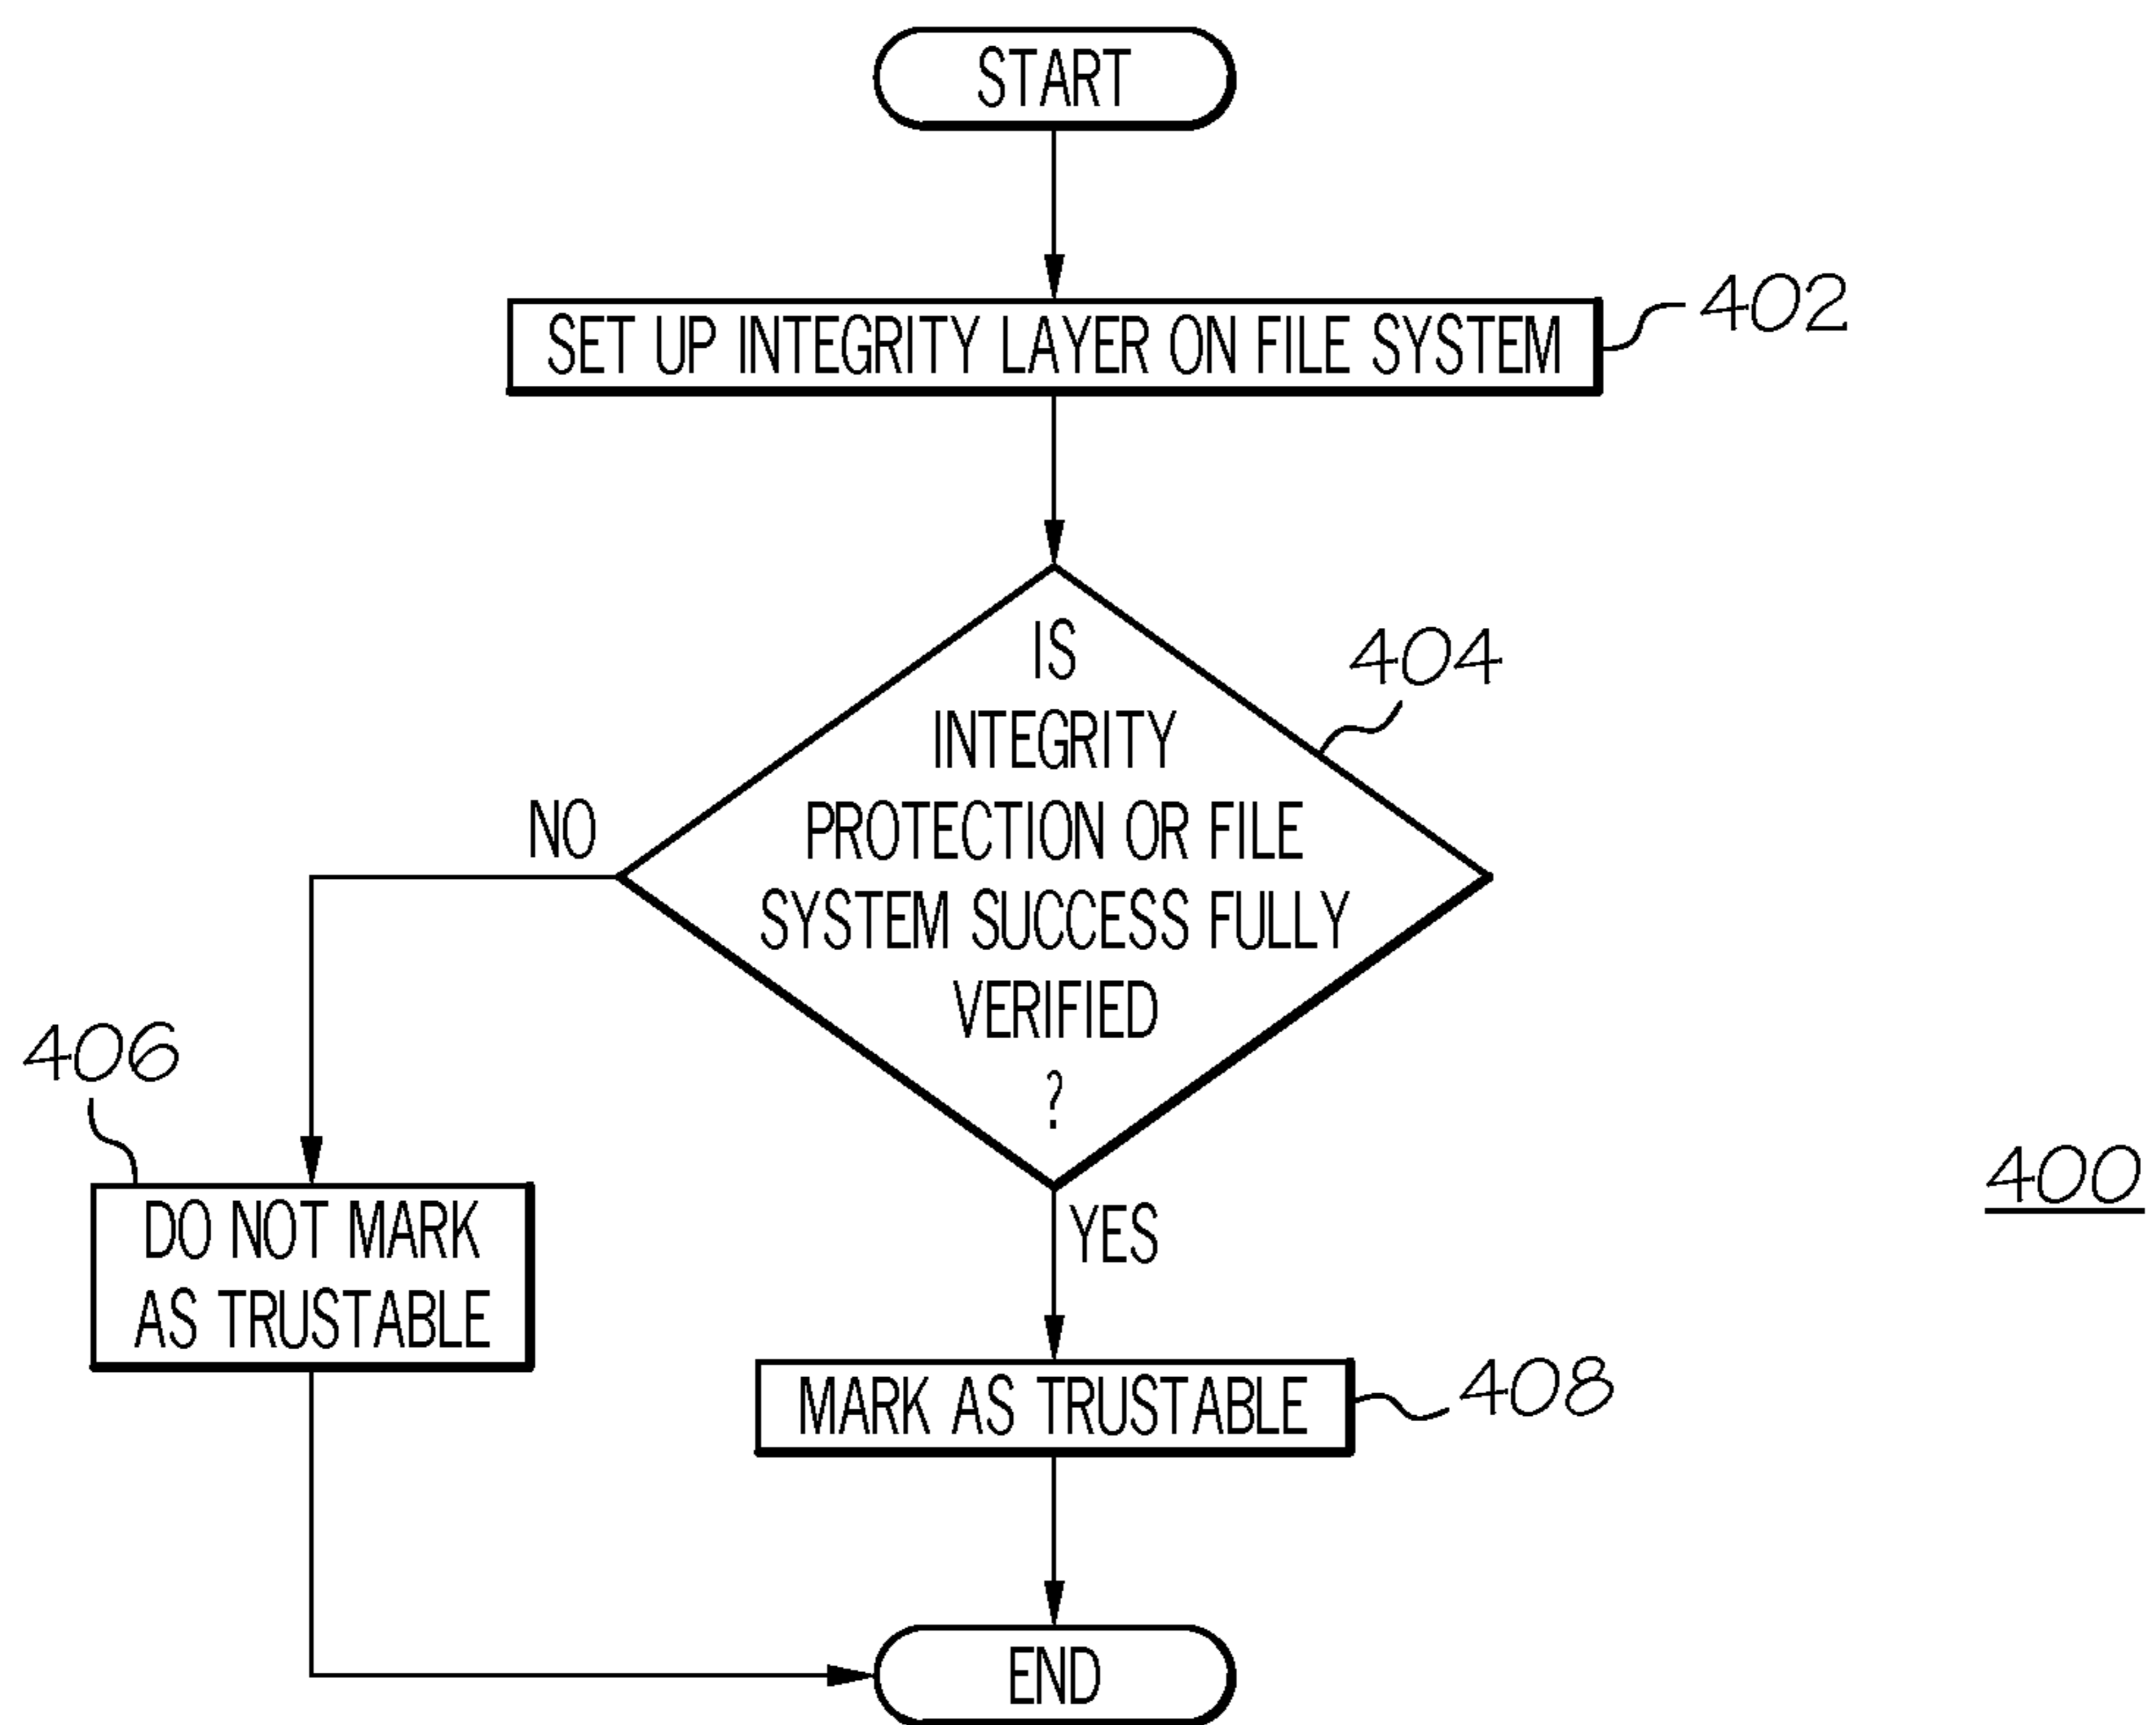 START
SET UP INTEGRITY LAYER ON FILE SYSTEM
402
IS
INTEGRITY
PROTECTION OR FILE
SYSTEM SUCCESS FULLY
VERIFIED
?
404
NO
YES
406
DO NOT MARK
AS TRUSTABLE
400
MARK AS TRUSTABLE
408
END